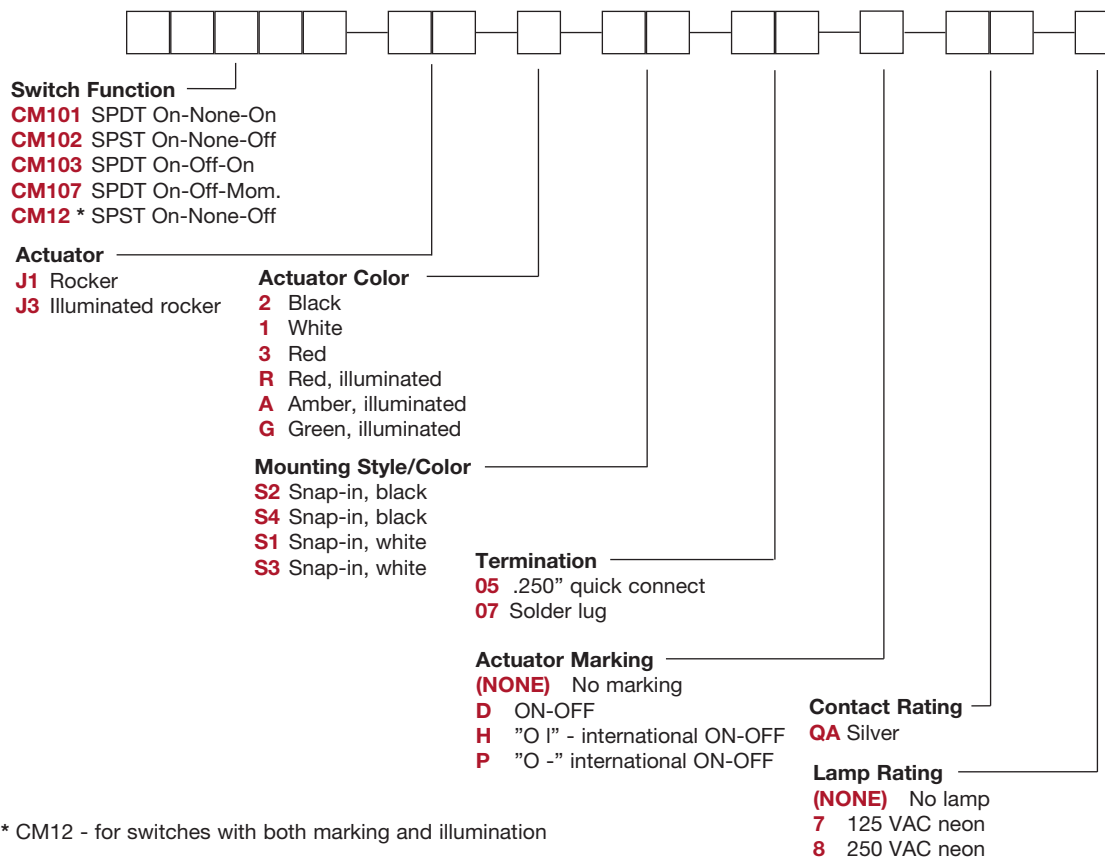 Switch Function
CM101 SPDT On-None-On
CM102 SPST On-None-Off
CM103 SPDT On-Off-On
CM107 SPDT On-Off-Mom.
CM12 * SPST On-None-Off
Actuator
J1 Rocker
J3 Illuminated rocker
Actuator Color
2 Black
1 White
3 Red
R Red, illuminated
A Amber, illuminated
G Green, illuminated
Mounting Style/Color
S2 Snap-in, black
S4 Snap-in, black
S1 Snap-in, white
S3 Snap-in, white
Termination
05 .250” quick connect
07 Solder lug
Actuator Marking
(NONE) No marking
D ON-OFF
H ”O I” - international ON-OFF
P ”O -” international ON-OFF
Contact Rating
QA Silver
Lamp Rating
(NONE) No lamp
7 125 VAC neon
8 250 VAC neon
* CM12 - for switches with both marking and illumination